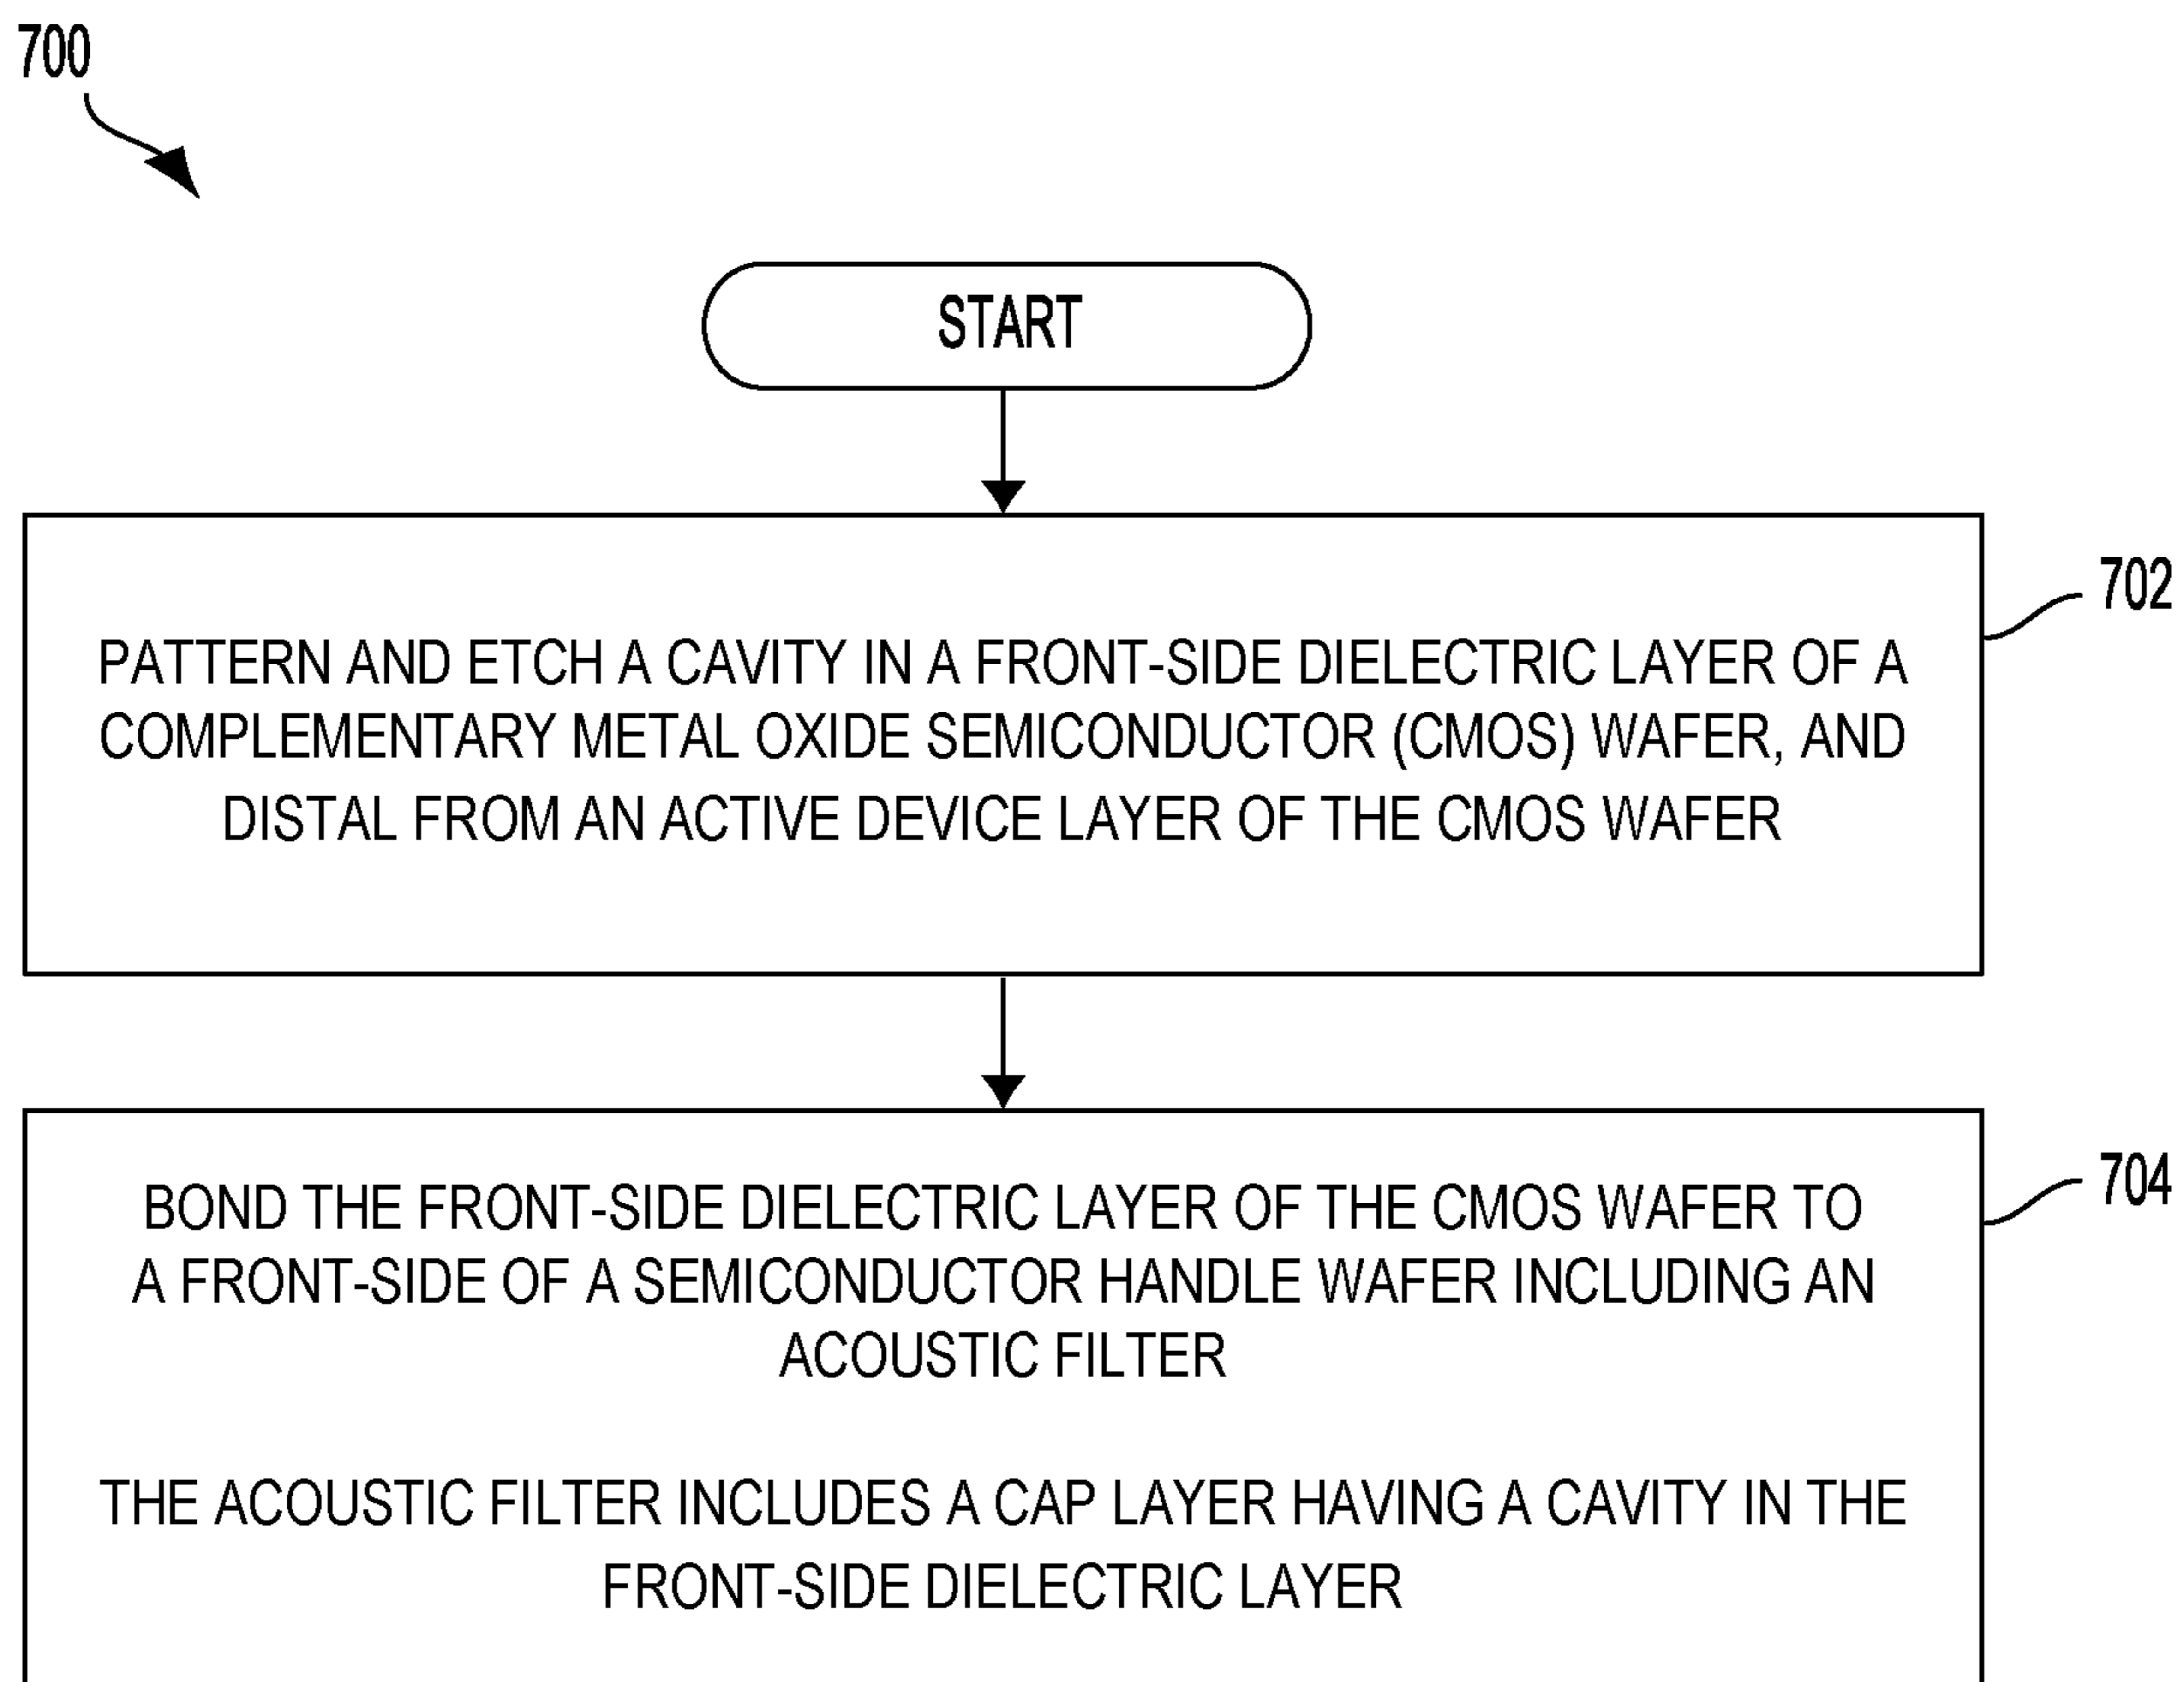 700
START
702
PATTERN AND ETCH A CAVITY IN A FRONT-SIDE DIELECTRIC LAYER OF A
COMPLEMENTARY METAL OXIDE SEMICONDUCTOR (CMOS) WAFER, AND
DISTAL FROM AN ACTIVE DEVICE LAYER OF THE CMOS WAFER
704
BOND THE FRONT-SIDE DIELECTRIC LAYER OF THE CMOS WAFER TO
A FRONT-SIDE OF A SEMICONDUCTOR HANDLE WAFER INCLUDING AN
ACOUSTIC FILTER
THE ACOUSTIC FILTER INCLUDES A CAP LAYER HAVING A CAVITY IN THE
FRONT-SIDE DIELECTRIC LAYER